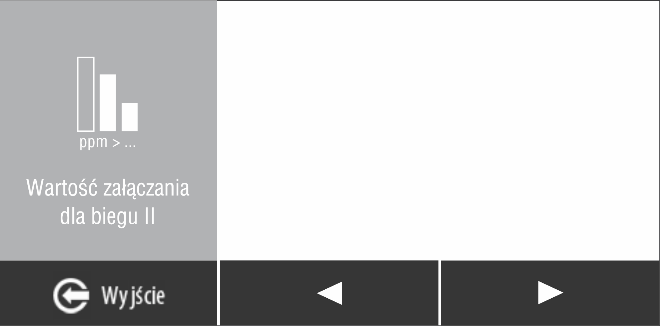 ppm > ...
Wartość załączania
dla biegu II
Wyjście